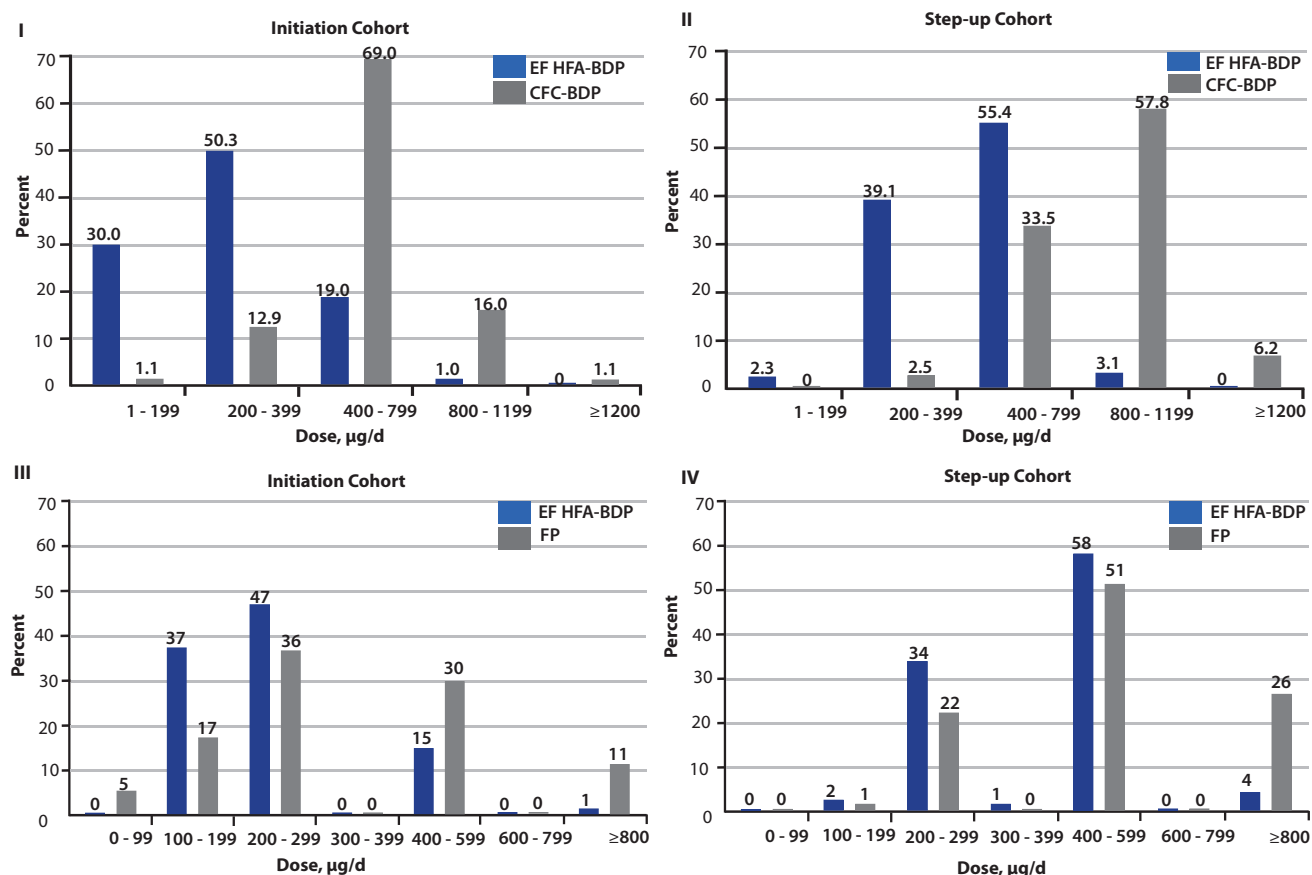 I
Initiation Cohort
EF HFA-BDP
CFC-BDP
Percent
70
60
50
40
30
20
10
0
30.0
1.1
50.3
12.9
19.0
69.0
1.0
16.0
0
1.1
1 - 199
200 - 399
400 - 799
800 - 1199
≥1200
Dose, µg/d
II
Step-up Cohort
EF HFA-BDP
CFC-BDP
Percent
70
60
50
40
30
20
10
0
2.3
0
39.1
2.5
55.4
33.5
3.1
57.8
0
6.2
1 - 199
200 - 399
400 - 799
800 - 1199
≥1200
Dose, µg/d
III
Initiation Cohort
EF HFA-BDP
FP
Percent
70
60
50
40
30
20
10
0
0
5
37
17
47
36
0
0
15
30
0
0
1
11
0 - 99
100 - 199
200 - 299
300 - 399
400 - 599
600 - 799
≥800
Dose, µg/d
IV
Step-up Cohort
EF HFA-BDP
FP
Percent
70
60
50
40
30
20
10
0
0
0
2
1
34
22
1
0
58
51
0
0
4
26
0 - 99
100 - 199
200 - 299
300 - 399
400 - 599
600 - 799
≥800
Dose, µg/d